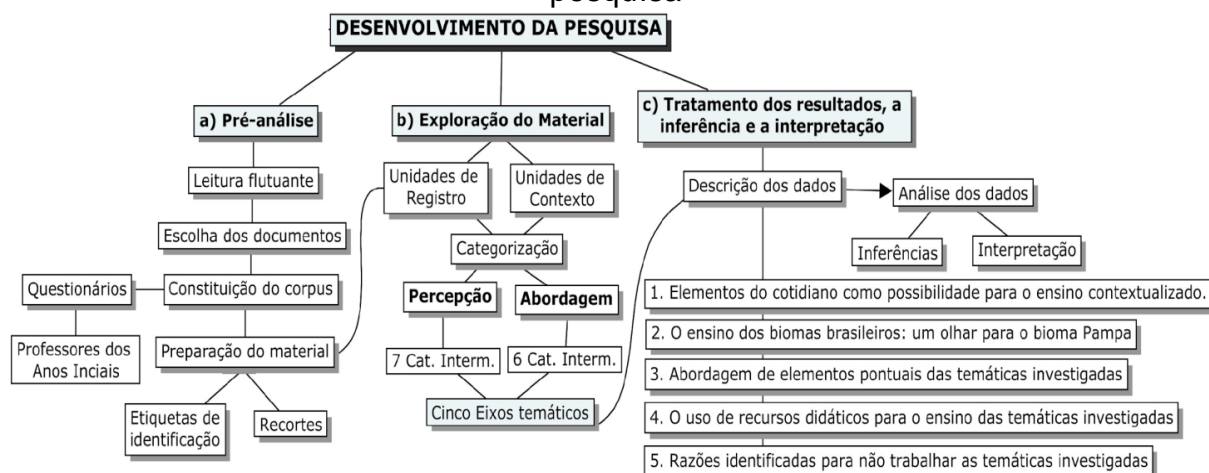 pesquisa
DESENVOLVIMENTO DA PESQUISA
a) Pré-análise
Leitura flutuante
Escolha dos documentos
Questionários
Constituição do corpus
Professores dos
Anos Inciais
Preparação do material
Etiquetas de
identificação
Recortes
b) Exploração do Material
Unidades de
Registro
Unidades de
Contexto
Categorização
Percepção
Abordagem
7 Cat. Interm.
6 Cat. Interm.
Cinco Eixos temáticos
c) Tratamento dos resultados, a
inferência e a interpretação
Descrição dos dados
Análise dos dados
Inferências
Interpretação
1. Elementos do cotidiano como possibilidade para o ensino contextualizado.
2. O ensino dos biomas brasileiros: um olhar para o bioma Pampa
3. Abordagem de elementos pontuais das temáticas investigadas
4. O uso de recursos didáticos para o ensino das temáticas investigadas
5. Razões identificadas para não trabalhar as temáticas investigadas